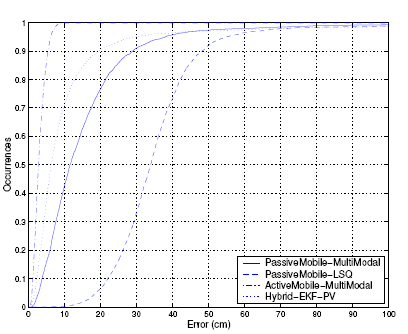 1
0.9
0.8
0.7
0.6
0.5
0.4
0.3
0.2
0.1
0
Occurrences
PassiveMobile-MultiModal
PassiveMobile-LSQ
ActiveMobile-MultiModal
Hybrid-EKF-PV
0 10 20 30 40 50 60 70 80 90 100
Error (cm)